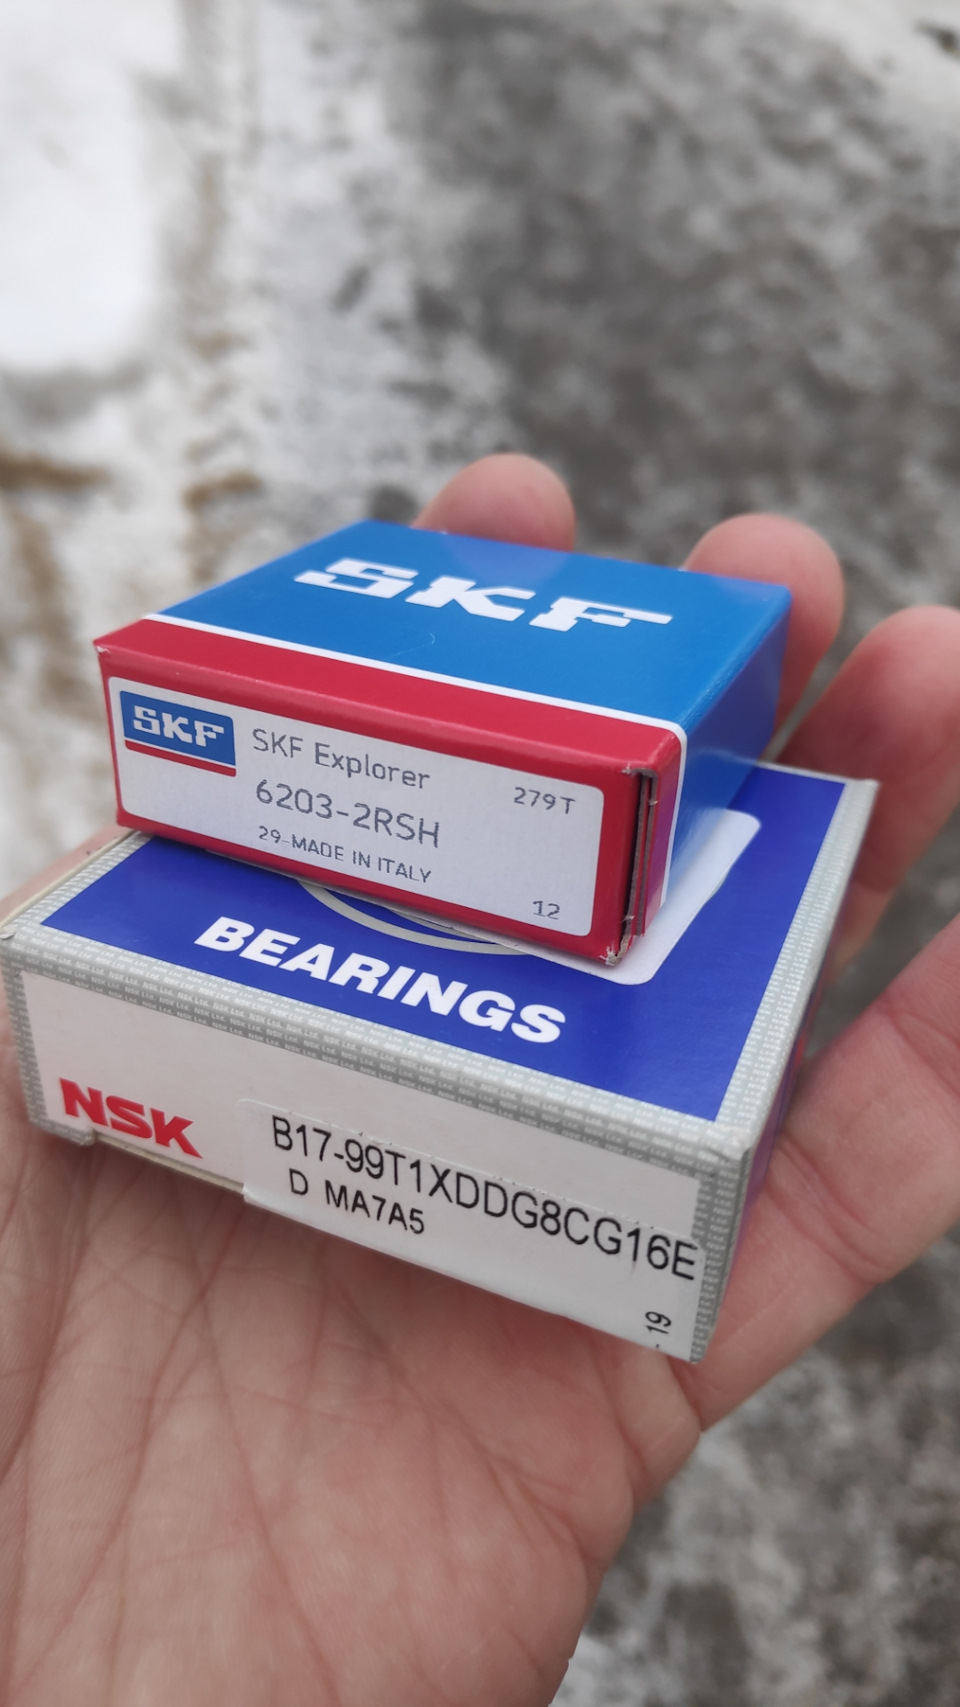 SKF
SKF
SKF Explorer
279T
6203-2RSH
29-MADE IN ITALY
12
BEARINGS
NSK
B17-99T1XDDG8CG16E
D MA7A5
- 19